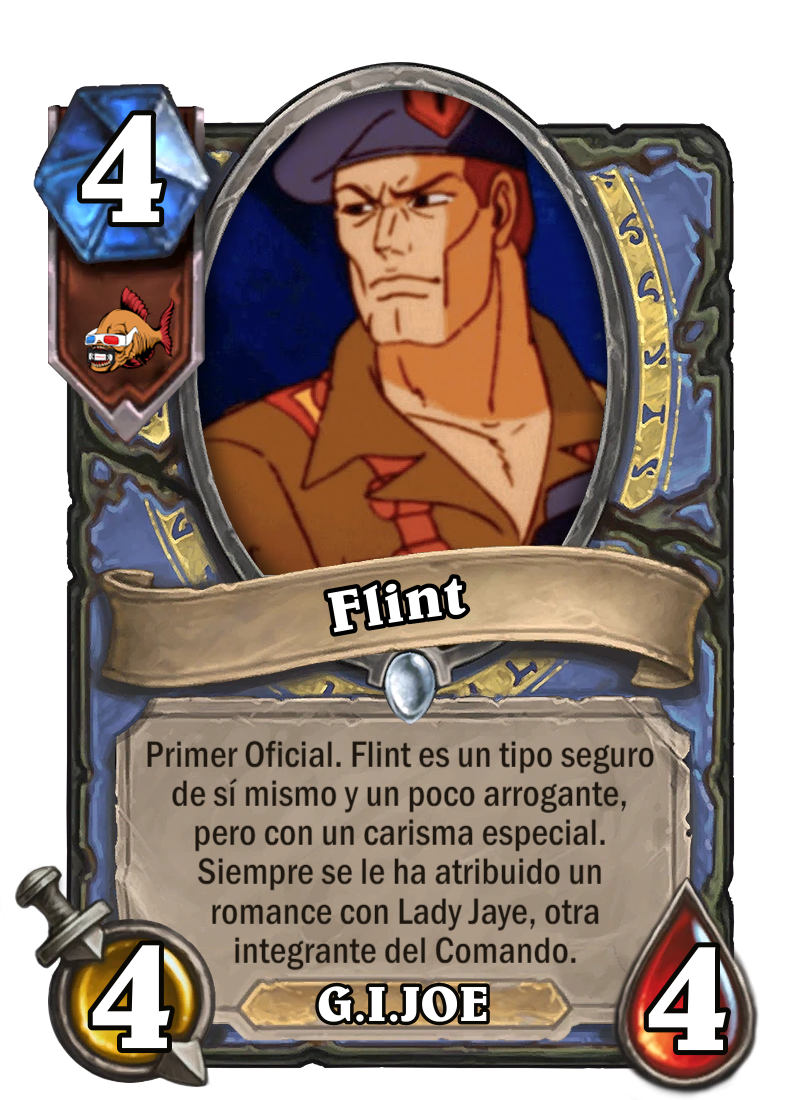 4
Flint
Primer Oficial. Flint es un tipo seguro
de sí mismo y un poco arrogante,
pero con un carisma especial.
Siempre se le ha atribuido un
romance con Lady Jaye, otra
integrante del Comando.
G.I.JOE
4
4